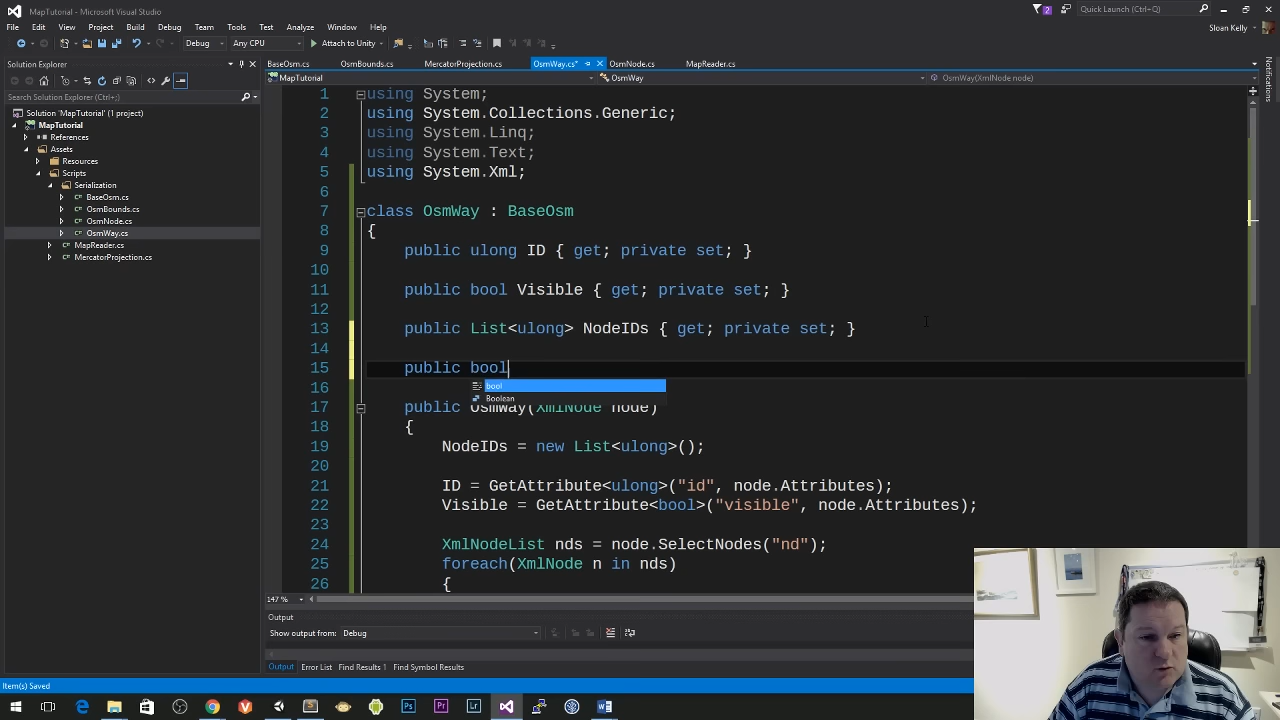 MapTutorial - Microsoft Visual Studio
2
Quick Launch (Ctrl+Q)
File Edit View Project Build Debug Team Tools Test Analyze Window Help
Sloan Kelly
Debug Any CPU Attach to Unity
Solution Explorer
BaseOsm.cs OsmBounds.cs MercatorProjection.cs OsmWay.cs* OsmNode.cs MapReader.cs
MapTutorial OsmWay OsmWay(XmlNode node)
Notifications
Search Solution Explorer (Ctrl+;)
Solution 'MapTutorial' (1 project)
MapTutorial
References
Assets
Resources
Scripts
Serialization
BaseOsm.cs
OsmBounds.cs
OsmNode.cs
OsmWay.cs
MapReader.cs
MercatorProjection.cs
1 using System;
2 using System.Collections.Generic;
3 using System.Linq;
4 using System.Text;
5 using System.Xml;
6
7 class OsmWay : BaseOsm
8 {
9 public ulong ID { get; private set; }
10
11 public bool Visible { get; private set; }
12
13 public List<ulong> NodeIDs { get; private set; }
14
15 public bool
bool
16
Boolean
17 public OsmWay(XmlNode node)
18 {
19 NodeIDs = new List<ulong>();
20
21 ID = GetAttribute<ulong>("id", node.Attributes);
22 Visible = GetAttribute<bool>("visible", node.Attributes);
23
24 XmlNodeList nds = node.SelectNodes("nd");
25 foreach(XmlNode n in nds)
26 {
147 %
Output
Show output from: Debug
Output Error List Find Results 1 Find Symbol Results
Item(s) Saved